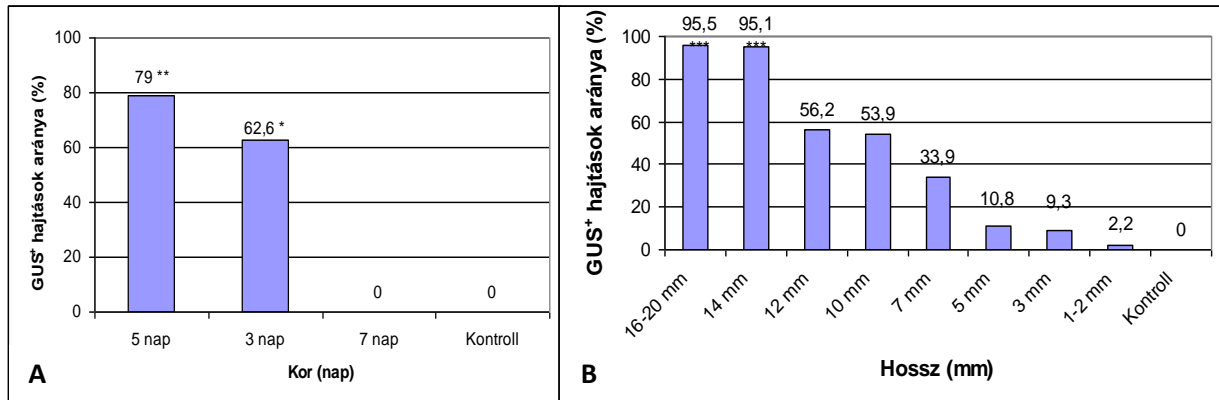 GUS⁺ hajtások aránya (%)
100
80
60
40
20
0
79 **
62,6 *
0
0
5 nap 3 nap 7 nap Kontroll
Kor (nap)
A
GUS⁺ hajtások aránya (%)
100
80
60
40
20
0
95,5
***
95,1
***
56,2
53,9
33,9
10,8
9,3
2,2
0
16-20 mm
14 mm
12 mm
10 mm
7 mm
5 mm
3 mm
1-2 mm
Kontroll
Hossz (mm)
B